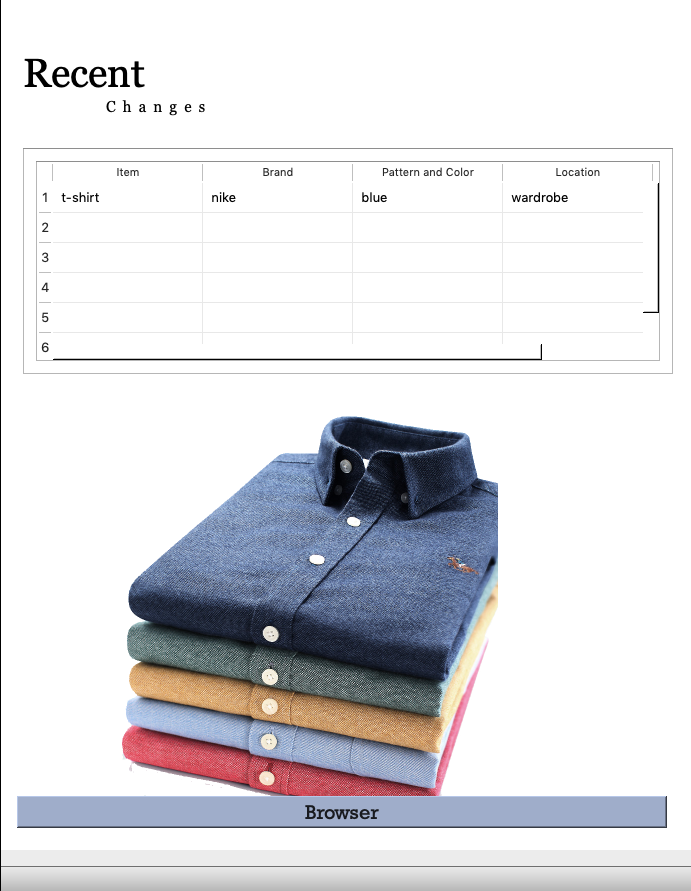 Recent
Changes
Item Brand Pattern and Color Location
1 t-shirt nike blue wardrobe
2
3
4
5
6
Browser